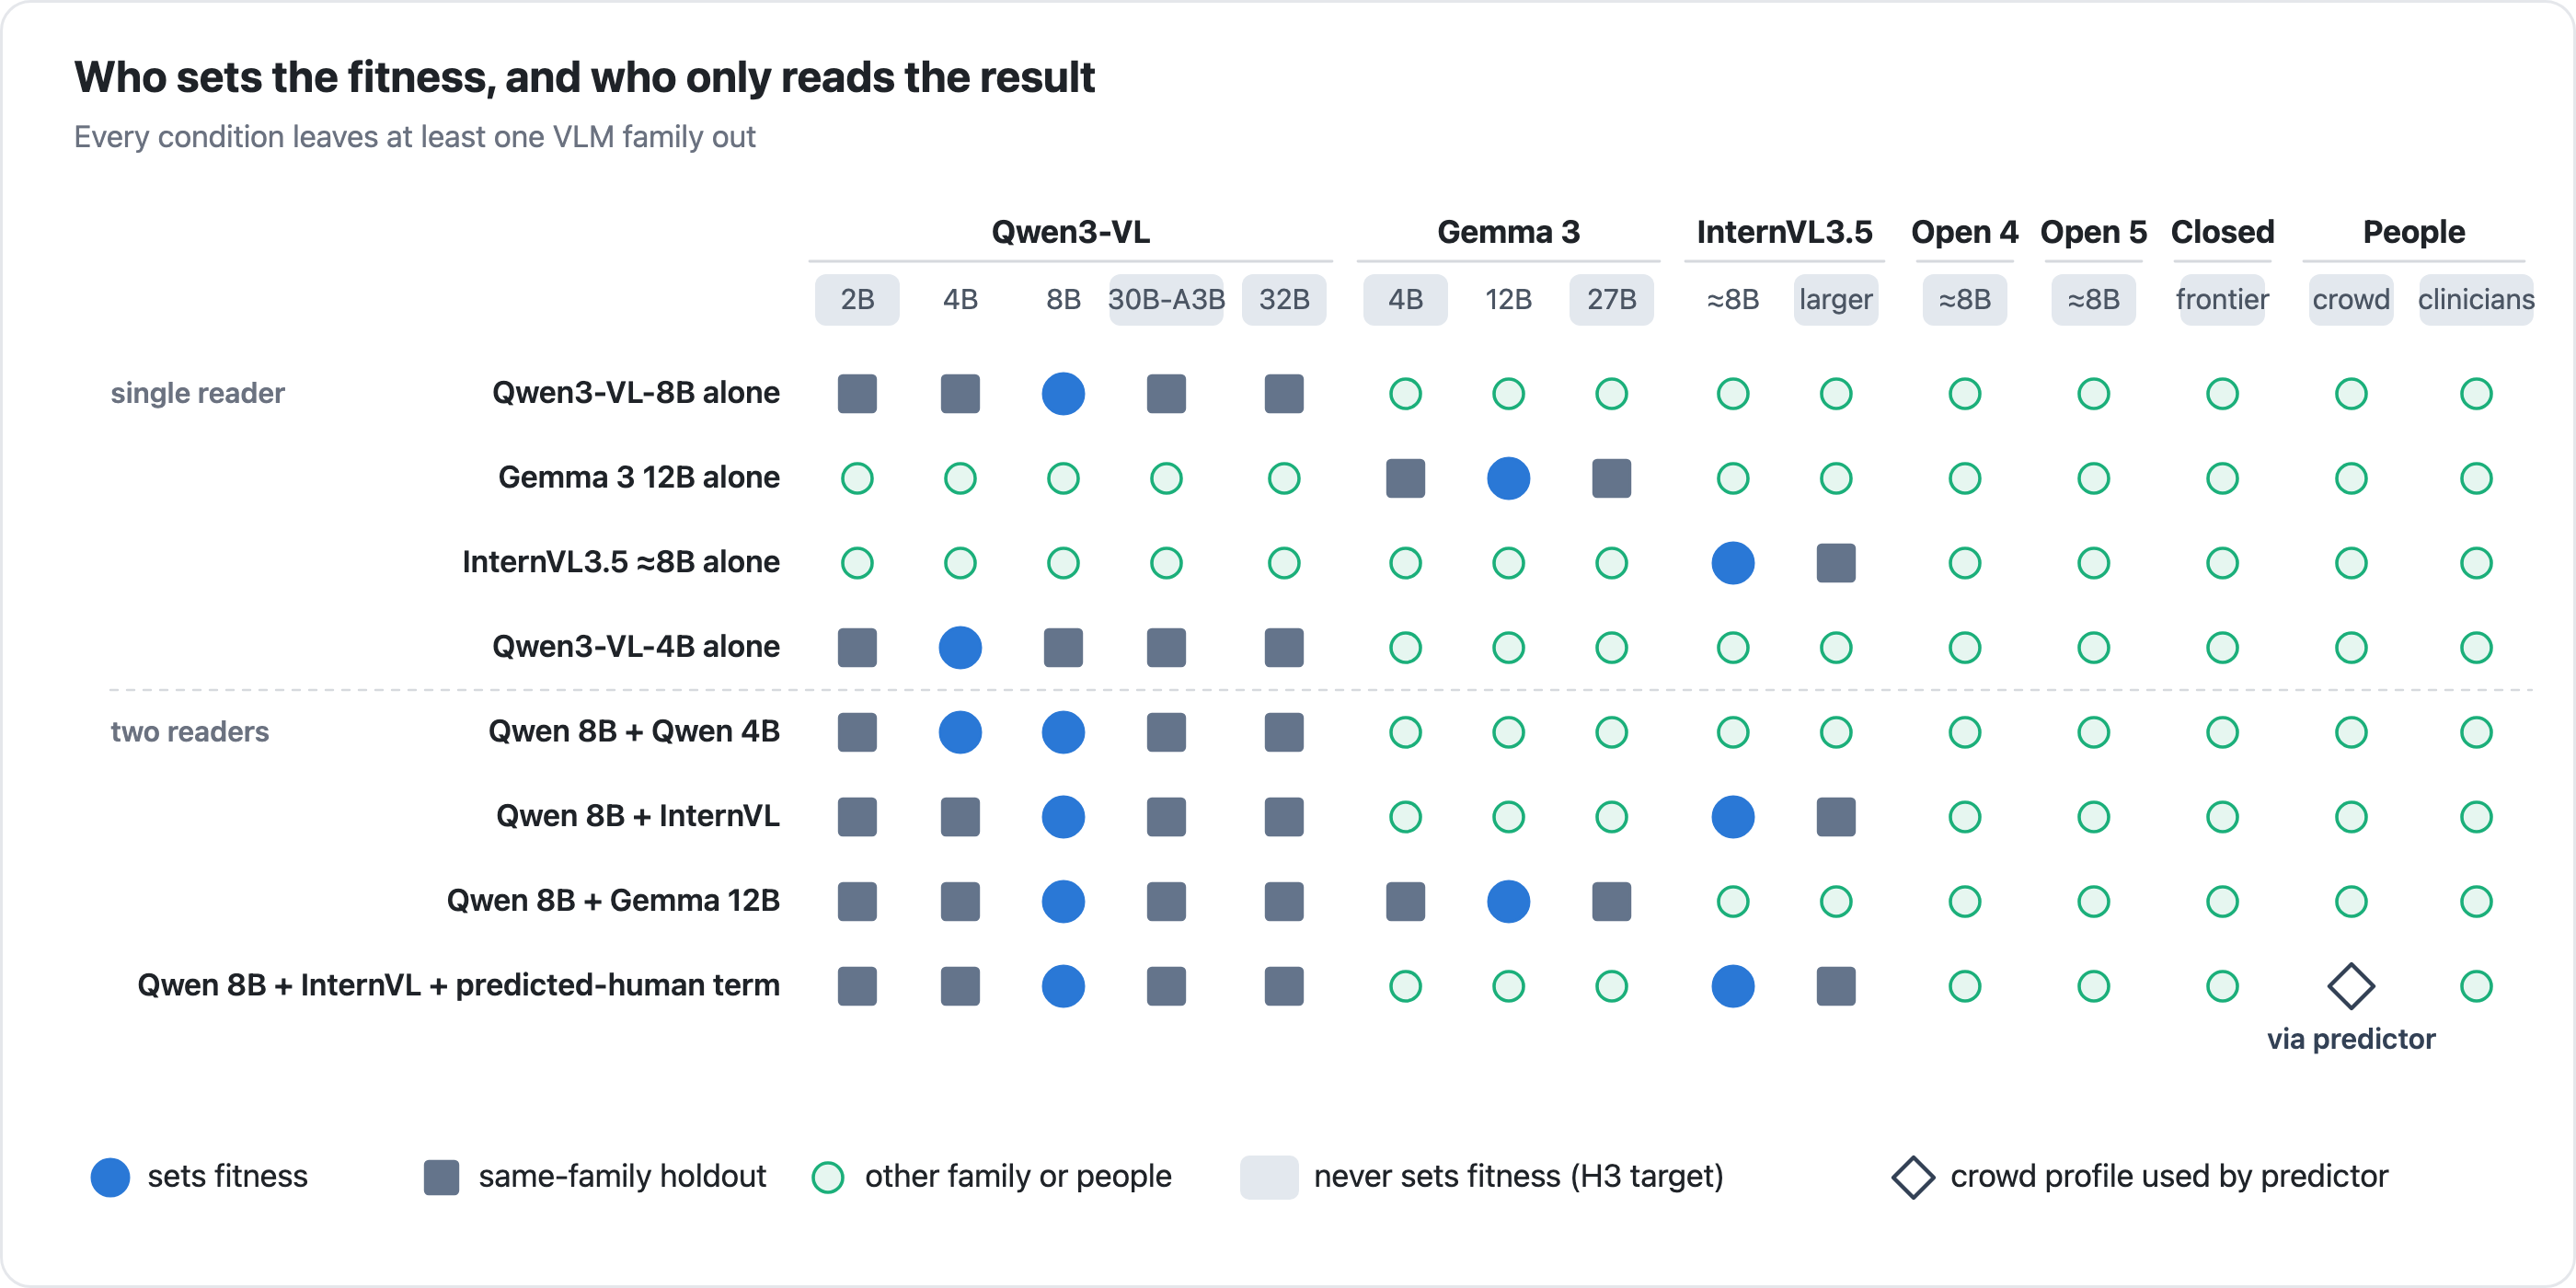 Who sets the fitness, and who only reads the result
Every condition leaves at least one VLM family out
Qwen3-VL Gemma 3 InternVL3.5 Open 4 Open 5 Closed People
2B 4B 8B 30B-A3B 32B 4B 12B 27B ≈8B larger ≈8B ≈8B frontier crowd clinicians
single reader Qwen3-VL-8B alone
Gemma 3 12B alone
InternVL3.5 ≈8B alone
Qwen3-VL-4B alone
two readers Qwen 8B + Qwen 4B
Qwen 8B + InternVL
Qwen 8B + Gemma 12B
Qwen 8B + InternVL + predicted-human term
via predictor
sets fitness same-family holdout other family or people never sets fitness (H3 target) crowd profile used by predictor